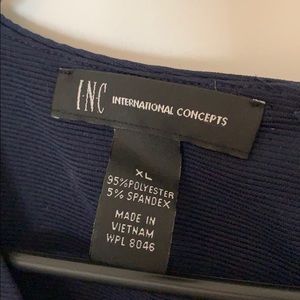 INC INTERNATIONAL CONCEPTS
XL
95%POLYESTER
5% SPANDEX
MADE IN
VIETNAM
WPL 8046